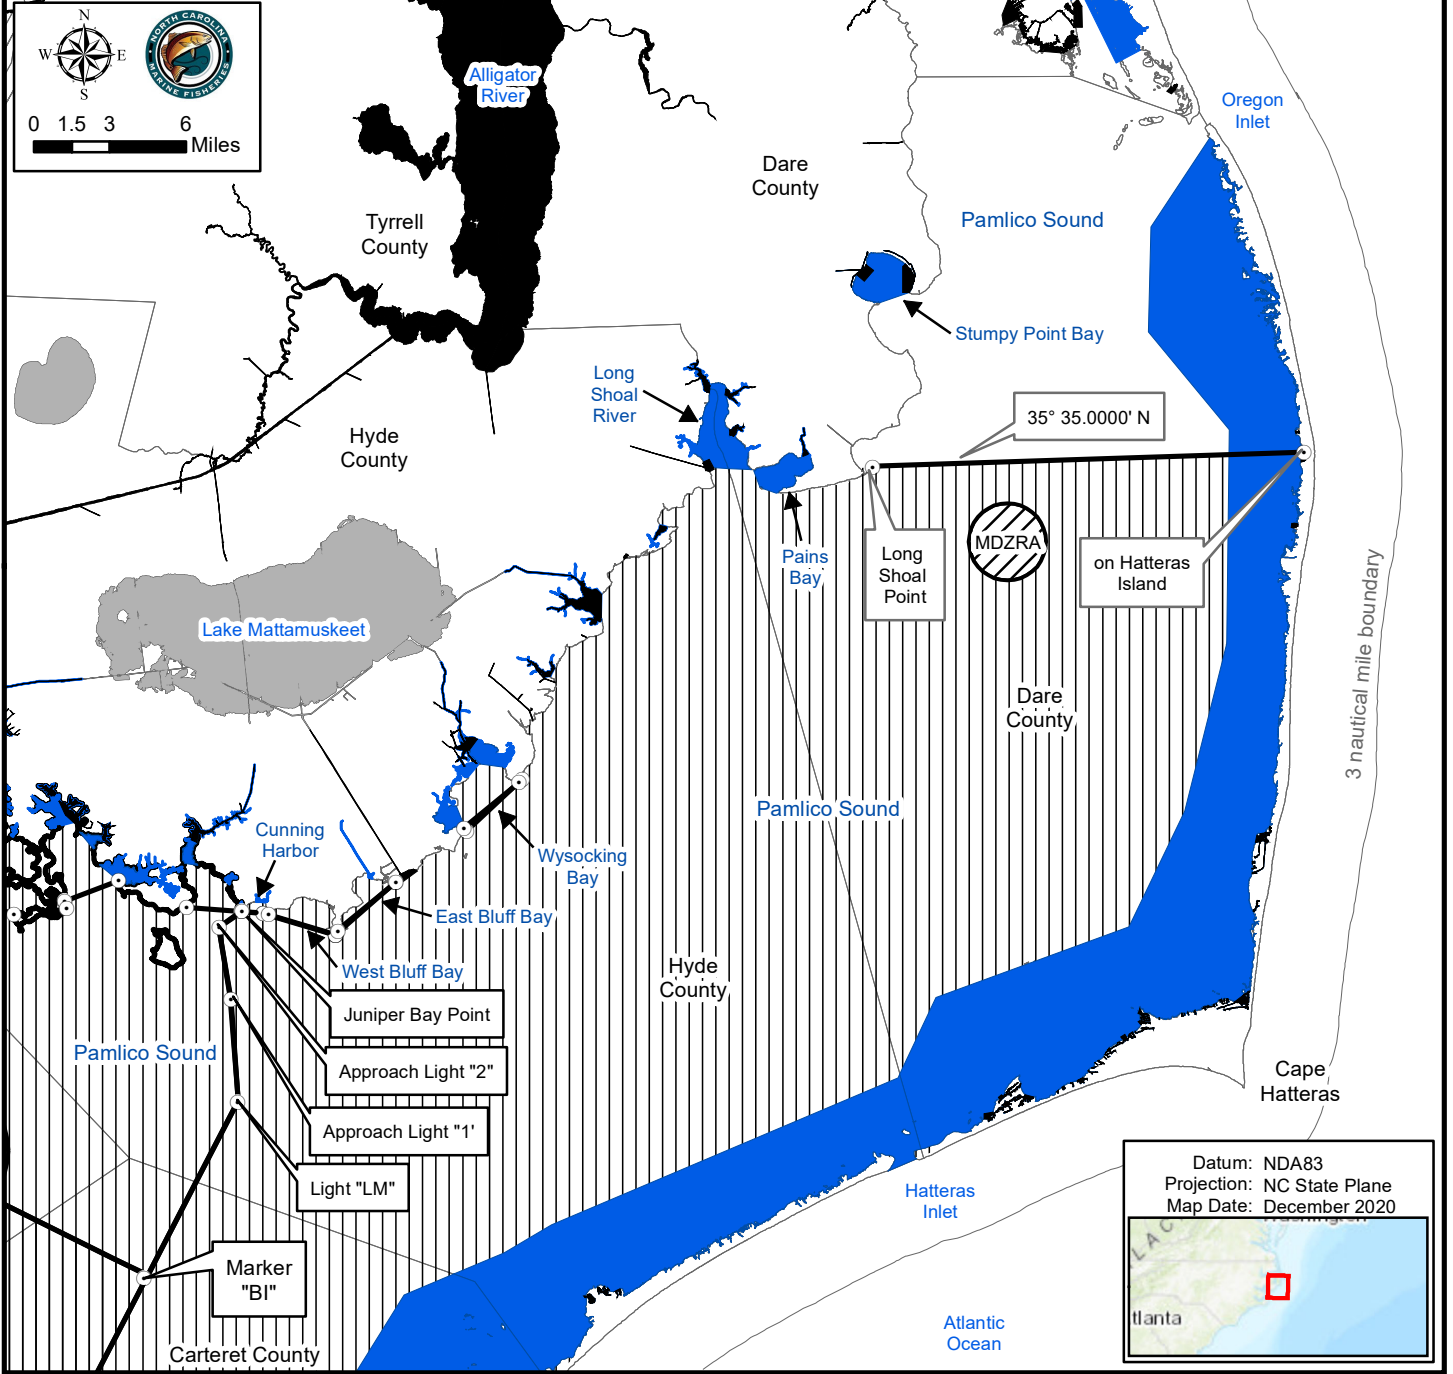 N
W
E
S
NORTH CAROLINA
MARINE FISHERIES
0 1.5 3 6
Miles
Alligator
River
Oregon
Inlet
Dare
County
Tyrrell
County
Pamlico Sound
Stumpy Point Bay
Long
Shoal
River
35° 35.0000' N
Hyde
County
MDZRA
Pains
Bay
Long
Shoal
Point
on Hatteras
Island
3 nautical mile boundary
Lake Mattamuskeet
Dare
County
Pamlico Sound
Cunning
Harbor
Wysocking
Bay
East Bluff Bay
West Bluff Bay
Hyde
County
Juniper Bay Point
Pamlico Sound
Approach Light "2"
Approach Light "1'
Light "LM"
Cape
Hatteras
Hatteras
Inlet
Marker
"BI"
Carteret County
Atlantic
Ocean
Datum: NDA83
Projection: NC State Plane
Map Date: December 2020
Washington
LAC
tlanta